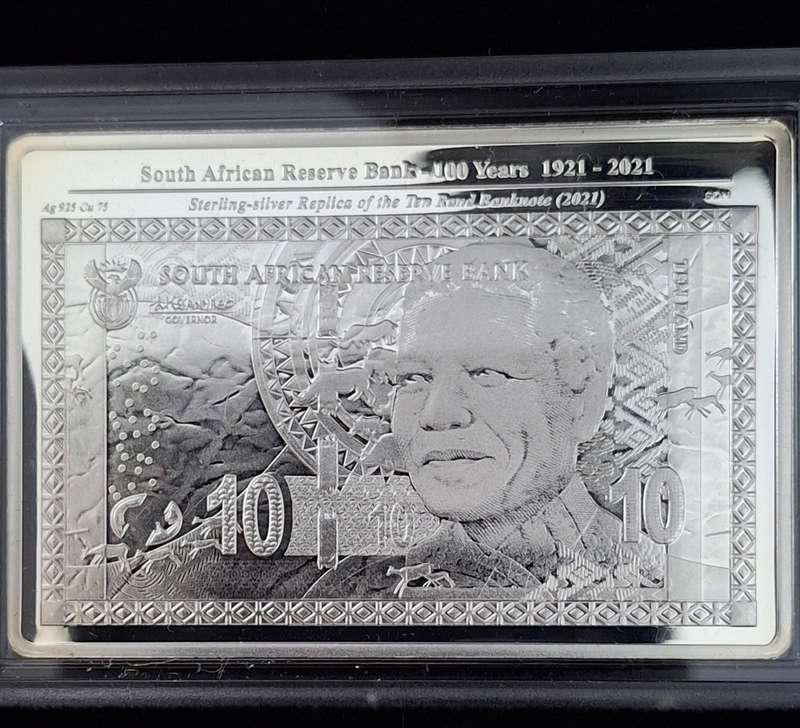 South African Reserve Bank - 100 Years 1921 - 2021
Ag 925 Cu 75
Sterling-silver Replica of the Ten Rand Banknote (2021)
SOUTH AFRICAN RESERVE BANK
GOVERNOR
TEN RAND
10
10
10